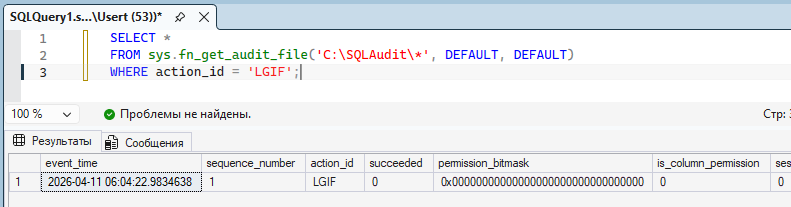 SQLQuery1.s...\Usert (53))*
1 SELECT *
2 FROM sys.fn_get_audit_file('C:\SQLAudit\*', DEFAULT, DEFAULT)
3 WHERE action_id = 'LGIF';
100 % Проблемы не найдены. Стр:
Результаты Сообщения
event_time sequence_number action_id succeeded permission_bitmask is_column_permission ses
1 2026-04-11 06:04:22.9834638 1 LGIF 0 0x00000000000000000000000000000000 0